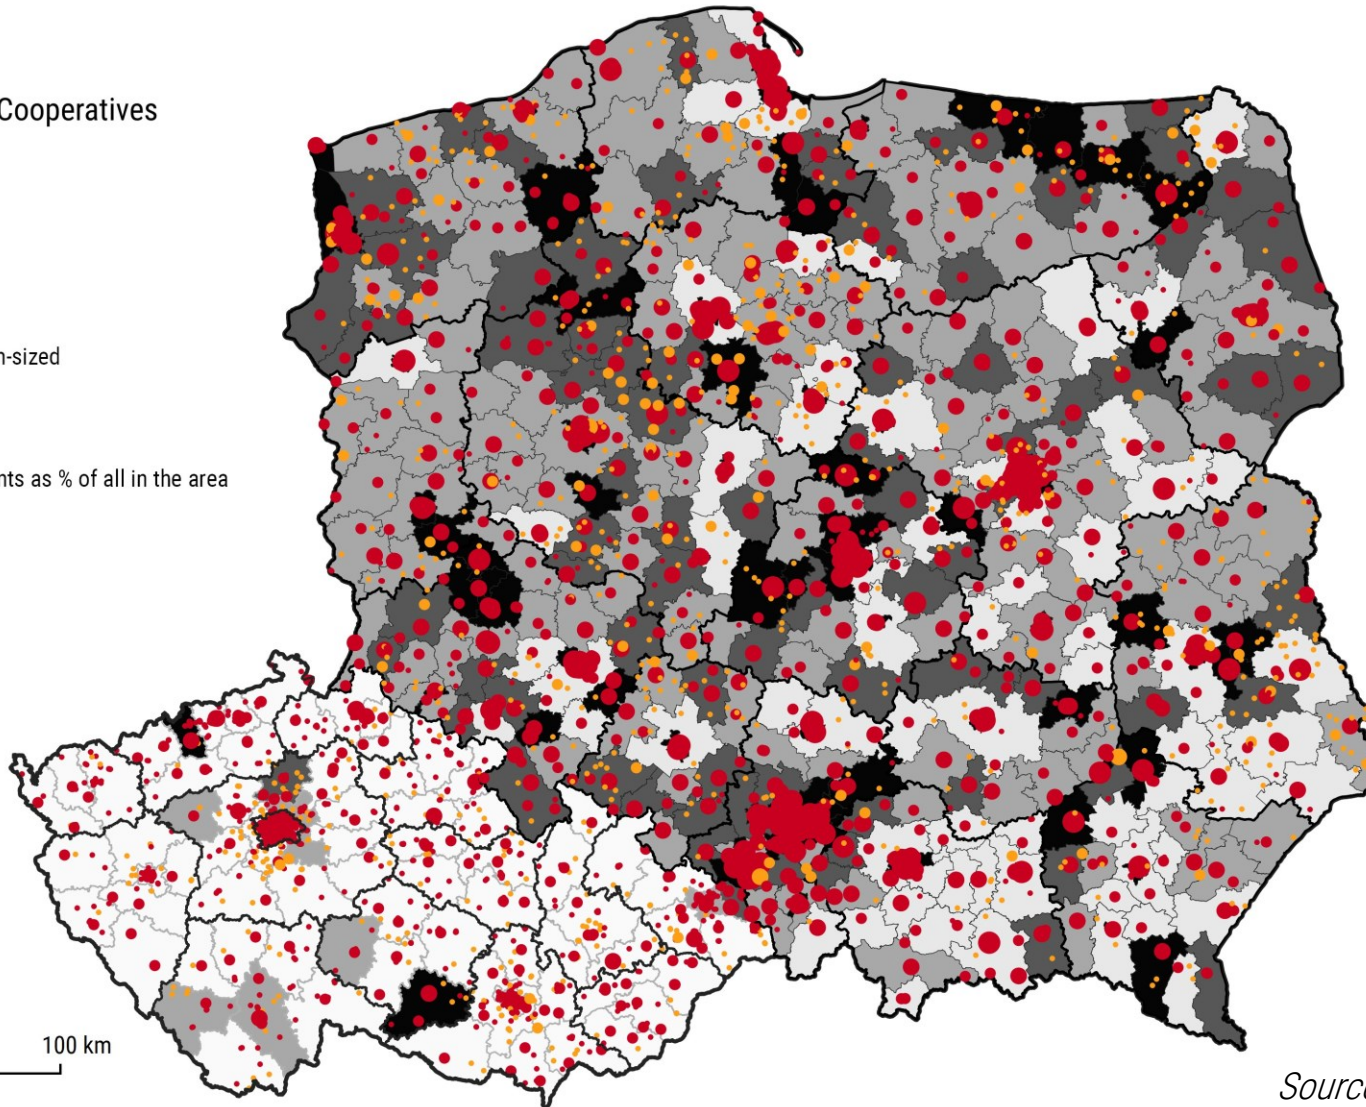 Cooperatives
n-sized
nts as % of all in the area
100 km
Source